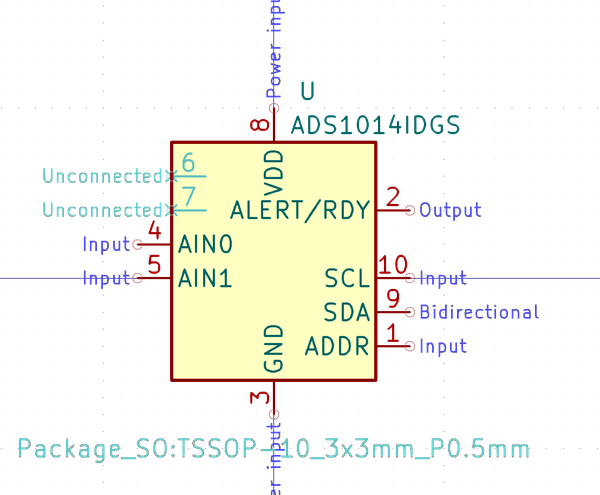 Power input
U
8
ADS1014IDGS
VDD
Unconnected 6
Unconnected 7
ALERT/RDY 2 Output
Input 4 AIN0
Input 5 AIN1
SCL 10 Input
SDA 9 Bidirectional
ADDR 1 Input
GND
3
Package_SO:TSSOP-10_3x3mm_P0.5mm
input